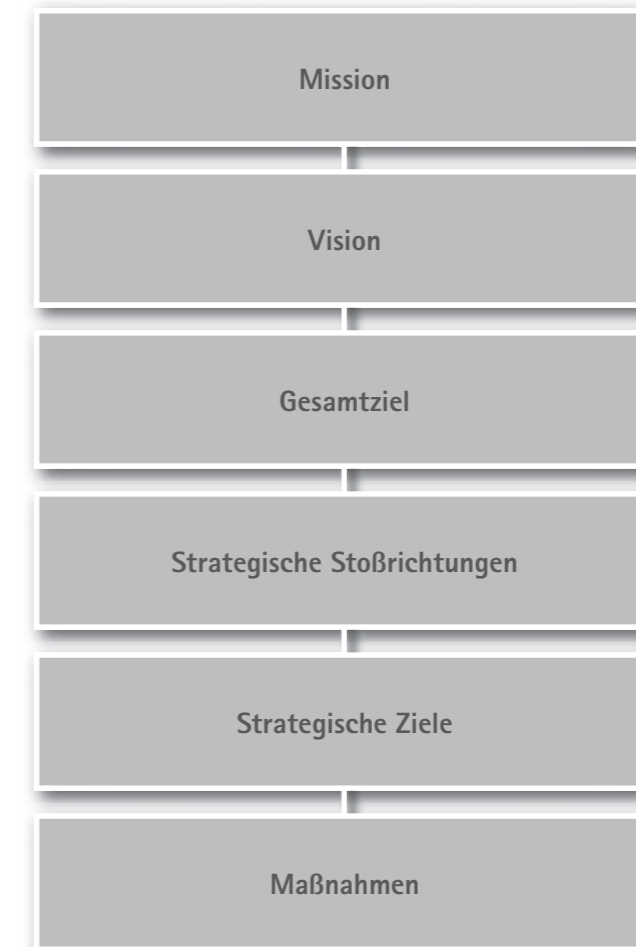 Mission
Vision
Gesamtziel
Strategische Stoßrichtungen
Strategische Ziele
Maßnahmen